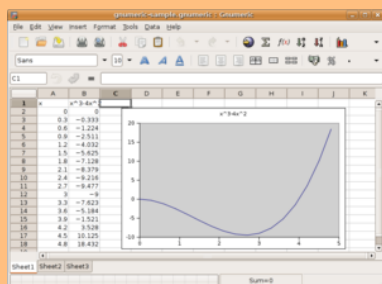 gnumeric-sample.gnumeric : Gnumeric
File Edit View Insert Format Tools Data Help
Sans 10
C1 =
A B C D E F G H I J K
1 x x^3-4x^2
2 0 0
3 0.3 -0.333
4 0.6 -1.224
5 0.9 -2.511
6 1.2 -4.032
7 1.5 -5.625
8 1.8 -7.128
9 2.1 -8.379
10 2.4 -9.216
11 2.7 -9.477
12 3 -9
13 3.3 -7.623
14 3.6 -5.184
15 3.9 -1.521
16 4.2 3.528
17 4.5 10.125
18 4.8 18.432
x^3-4x^2
20
15
10
5
0
-5
-10
0 1 2 3 4 5
Sheet1 Sheet2 Sheet3
Sum=0